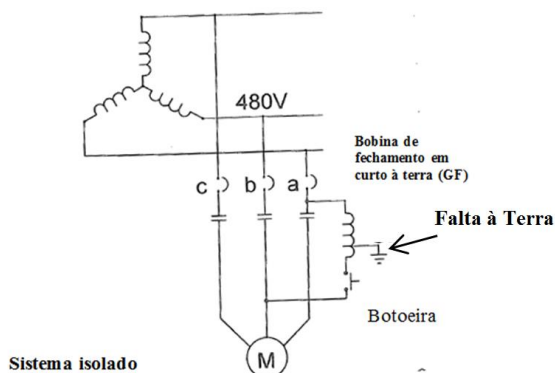 480V
Bobina de
fechamento em
curto à terra (GF)
c b a
Falta à Terra
Botoeira
M
Sistema isolado